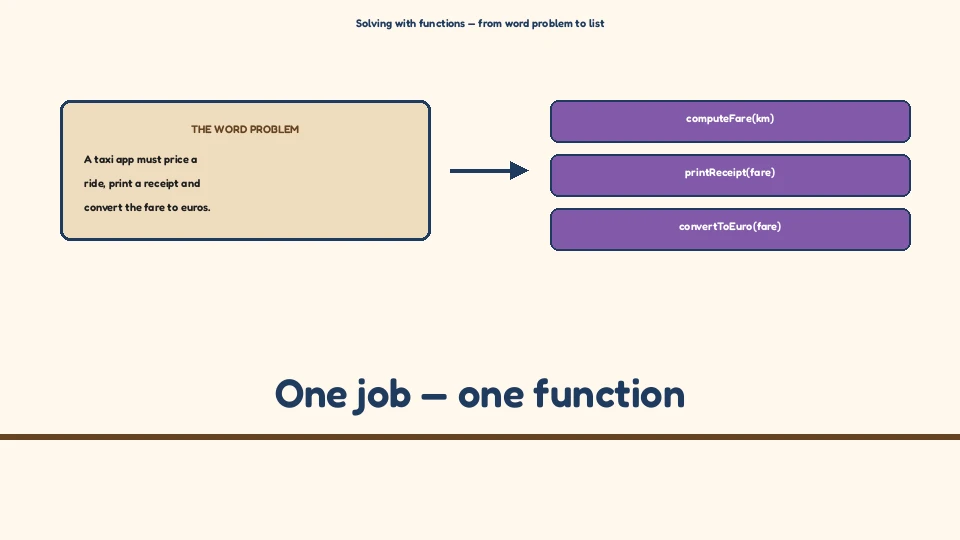 Solving with functions — from word problem to list
THE WORD PROBLEM
A taxi app must price a
ride, print a receipt and
convert the fare to euros.
computeFare(km)
printReceipt(fare)
convertToEuro(fare)
One job — one function